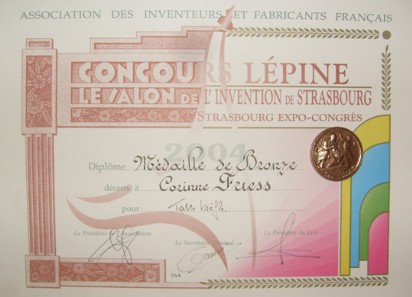 ASSOCIATION DES INVENTEURS ET FABRICANTS FRANÇAIS
CONCOURS LÉPINE
LE SALON DE L'INVENTION DE STRASBOURG
STRASBOURG EXPO-CONGRÈS
2004
Diplôme Médaille de Bronze
décerné à Corinne Friess
pour
Le Président du Jury